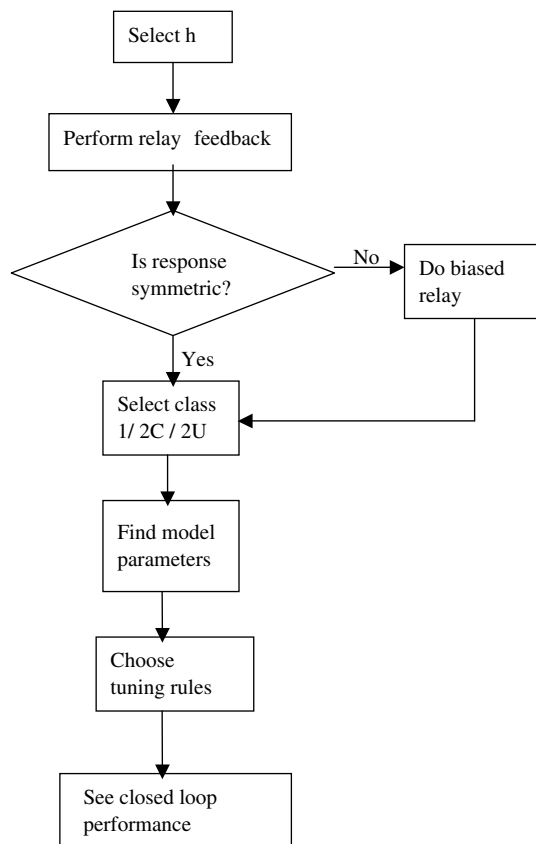 Select h
Perform relay feedback
Is response
symmetric?
No
Do biased
relay
Yes
Select class
1/ 2C / 2U
Find model
parameters
Choose
tuning rules
See closed loop
performance